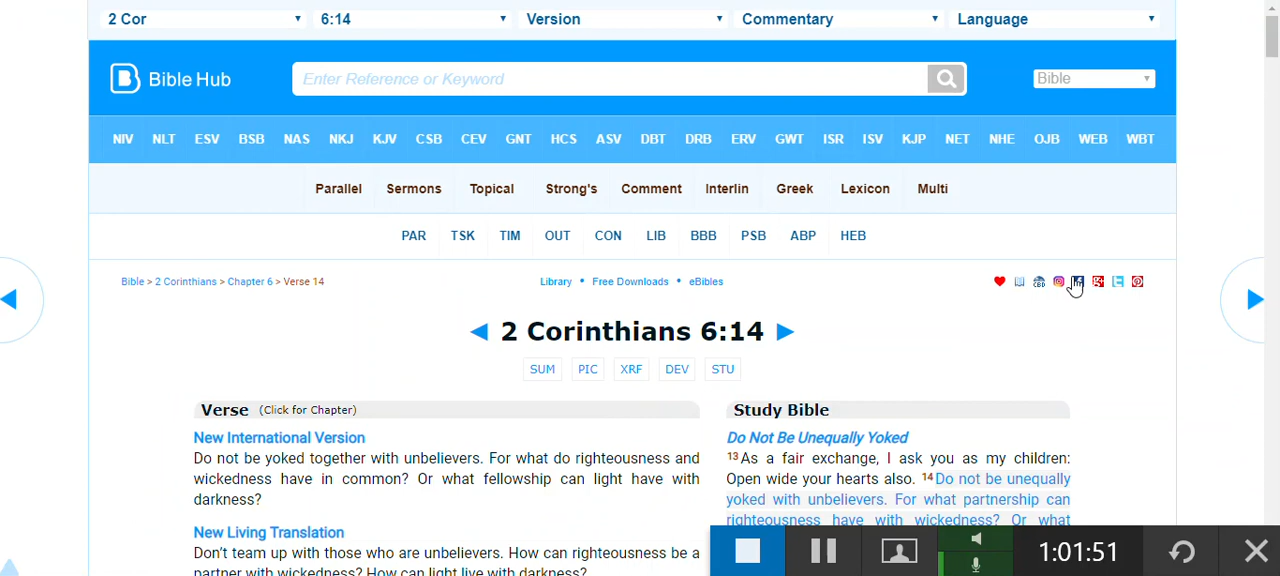 2 Cor 6:14 Version Commentary Language
Bible Hub Enter Reference or Keyword Bible
NIV NLT ESV BSB NAS NKJ KJV CSB CEV GNT HCS ASV DBT DRB ERV GWT ISR ISV KJP NET NHE OJB WEB WBT
Parallel Sermons Topical Strong's Comment Interlin Greek Lexicon Multi
PAR TSK TIM OUT CON LIB BBB PSB ABP HEB
Bible > 2 Corinthians > Chapter 6 > Verse 14 Library • Free Downloads • eBibles
2 Corinthians 6:14
SUM PIC XRF DEV STU
Verse (Click for Chapter)
New International Version
Do not be yoked together with unbelievers. For what do righteousness and
wickedness have in common? Or what fellowship can light have with
darkness?
New Living Translation
Don't team up with those who are unbelievers. How can righteousness be a
partner with wickedness? How can light live with darkness?
Study Bible
Do Not Be Unequally Yoked
13As a fair exchange, I ask you as my children:
Open wide your hearts also. 14Do not be unequally
yoked with unbelievers. For what partnership can
righteousness have with wickedness? Or what
1:01:51